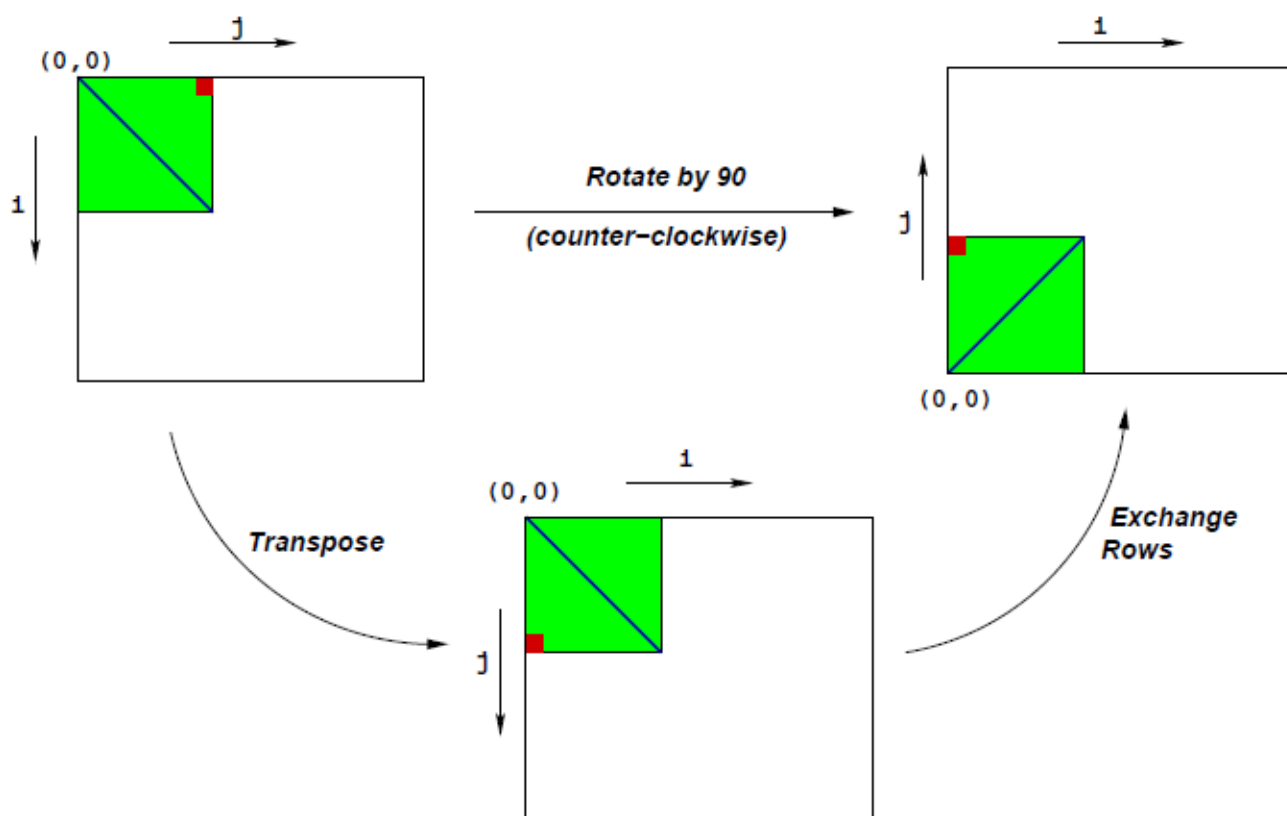 j
(0,0)
i
Rotate by 90
(counter−clockwise)
i
j
(0,0)
Transpose
i
(0,0)
j
Exchange
Rows